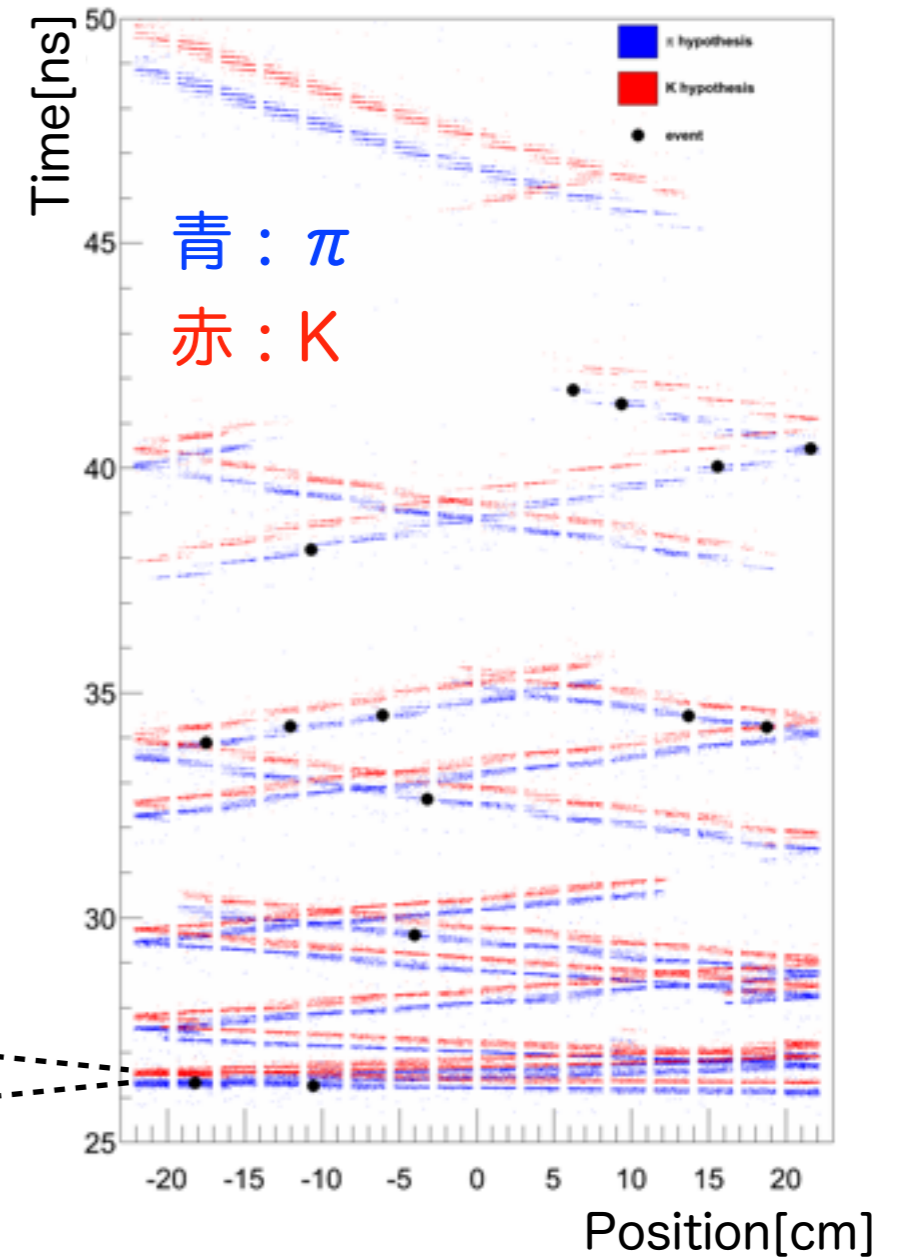 Time[ns]
50
π hypothesis
K hypothesis
event
45
青：π
赤：K
40
35
30
25
-20 -15 -10 -5 0 5 10 15 20
Position[cm]